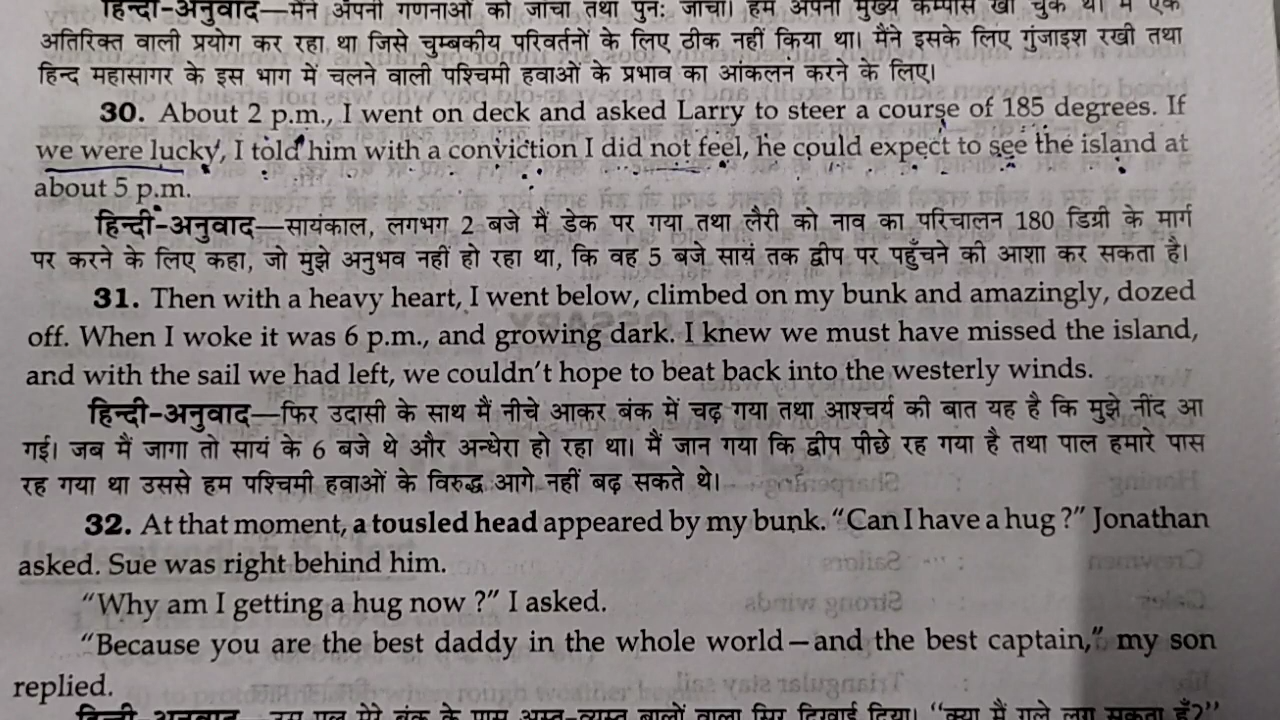 हिन्दी-अनुवाद—मैंने अपनी गणनाओं को जाँचा तथा पुनः जाँचा। हम अपनी मुख्य कम्पास खो चुके थे। मैं एक
अतिरिक्त वाली प्रयोग कर रहा था जिसे चुम्बकीय परिवर्तनों के लिए ठीक नहीं किया था। मैंने इसके लिए गुंजाइश रखी तथा
हिन्द महासागर के इस भाग में चलने वाली पश्चिमी हवाओं के प्रभाव का आंकलन करने के लिए।
30. About 2 p.m., I went on deck and asked Larry to steer a course of 185 degrees. If
we were lucky, I told him with a conviction I did not feel, he could expect to see the island at
about 5 p.m.
हिन्दी-अनुवाद—सायंकाल, लगभग 2 बजे मैं डेक पर गया तथा लैरी को नाव का परिचालन 180 डिग्री के मार्ग
पर करने के लिए कहा, जो मुझे अनुभव नहीं हो रहा था, कि वह 5 बजे सायं तक द्वीप पर पहुँचने की आशा कर सकता है।
31. Then with a heavy heart, I went below, climbed on my bunk and amazingly, dozed
off. When I woke it was 6 p.m., and growing dark. I knew we must have missed the island,
and with the sail we had left, we couldn't hope to beat back into the westerly winds.
हिन्दी-अनुवाद—फिर उदासी के साथ मैं नीचे आकर बंक में चढ़ गया तथा आश्चर्य की बात यह है कि मुझे नींद आ
गई। जब मैं जागा तो सायं के 6 बजे थे और अन्धेरा हो रहा था। मैं जान गया कि द्वीप पीछे रह गया है तथा पाल हमारे पास
रह गया था उससे हम पश्चिमी हवाओं के विरुद्ध आगे नहीं बढ़ सकते थे।
32. At that moment, a tousled head appeared by my bunk. "Can I have a hug ?" Jonathan
asked. Sue was right behind him.
"Why am I getting a hug now ?" I asked.
"Because you are the best daddy in the whole world—and the best captain," my son
replied.
हिन्दी-अनुवाद—उस पल मेरे बंक के पास अस्त-व्यस्त बालों वाला सिर दिखाई दिया। "क्या मैं गले लग सकता हूँ?"